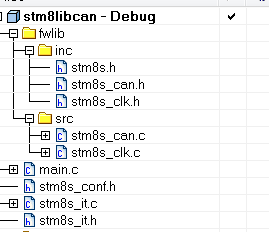 stm8libcan - Debug
fwlib
inc
stm8s.h
stm8s_can.h
stm8s_clk.h
src
stm8s_can.c
stm8s_clk.c
main.c
stm8s_conf.h
stm8s_it.c
stm8s_it.h